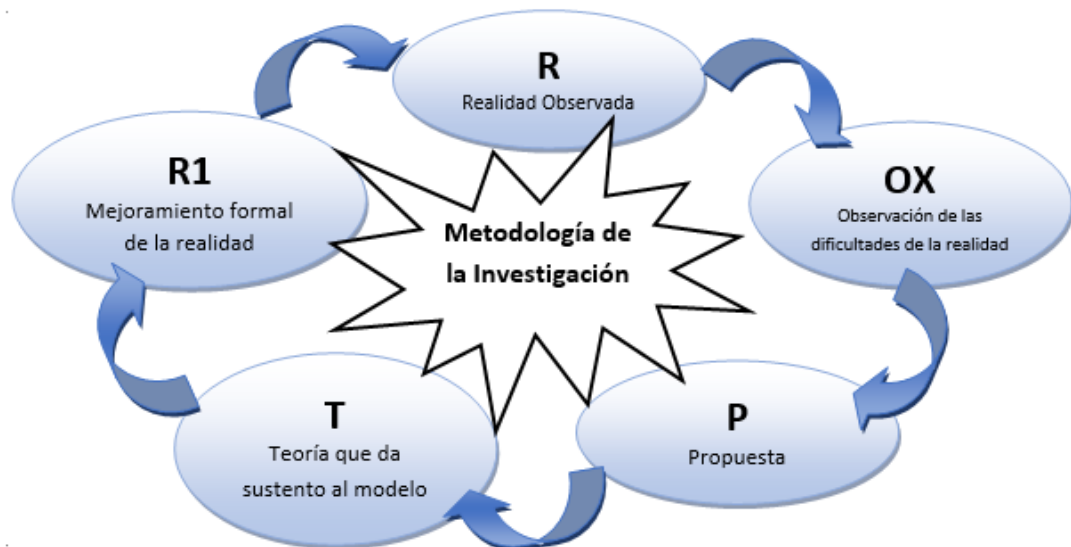 R
Realidad Observada
OX
Observación de las
dificultades de la realidad
P
Propuesta
T
Teoría que da
sustento al modelo
R1
Mejoramiento formal
de la realidad
Metodología de
la Investigación